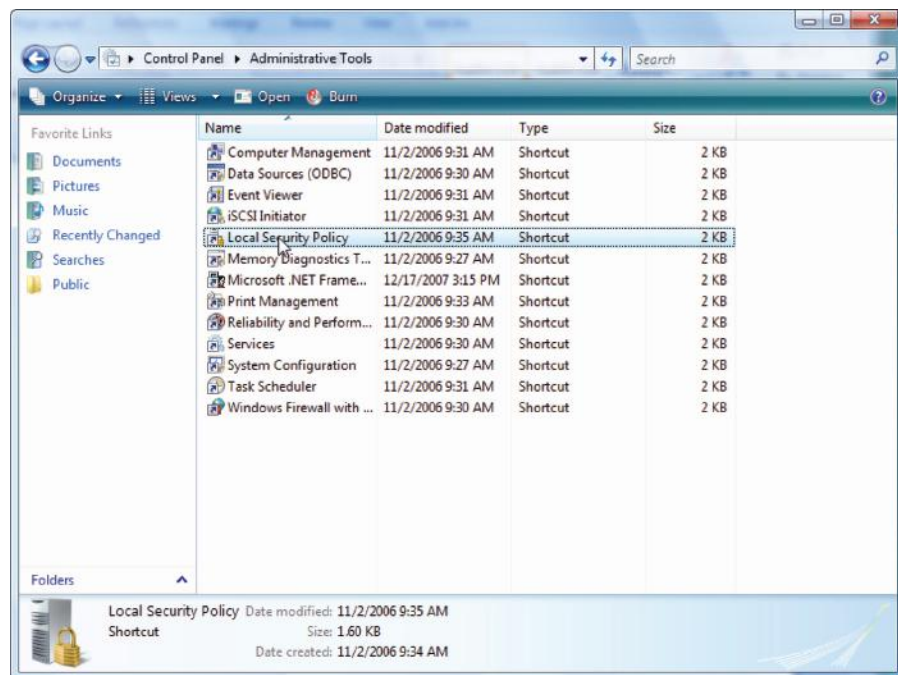 Control Panel ▸ Administrative Tools
Search
Organize Views Open Burn
Favorite Links
Documents
Pictures
Music
Recently Changed
Searches
Public
Folders
Name Date modified Type Size
Computer Management 11/2/2006 9:31 AM Shortcut 2 KB
Data Sources (ODBC) 11/2/2006 9:30 AM Shortcut 2 KB
Event Viewer 11/2/2006 9:31 AM Shortcut 2 KB
iSCSI Initiator 11/2/2006 9:31 AM Shortcut 2 KB
Local Security Policy 11/2/2006 9:35 AM Shortcut 2 KB
Memory Diagnostics T... 11/2/2006 9:27 AM Shortcut 2 KB
Microsoft .NET Frame... 12/17/2007 3:15 PM Shortcut 2 KB
Print Management 11/2/2006 9:33 AM Shortcut 2 KB
Reliability and Perform... 11/2/2006 9:30 AM Shortcut 2 KB
Services 11/2/2006 9:30 AM Shortcut 2 KB
System Configuration 11/2/2006 9:27 AM Shortcut 2 KB
Task Scheduler 11/2/2006 9:31 AM Shortcut 2 KB
Windows Firewall with ... 11/2/2006 9:30 AM Shortcut 2 KB
Local Security Policy Date modified: 11/2/2006 9:35 AM
Shortcut Size: 1.60 KB
Date created: 11/2/2006 9:34 AM